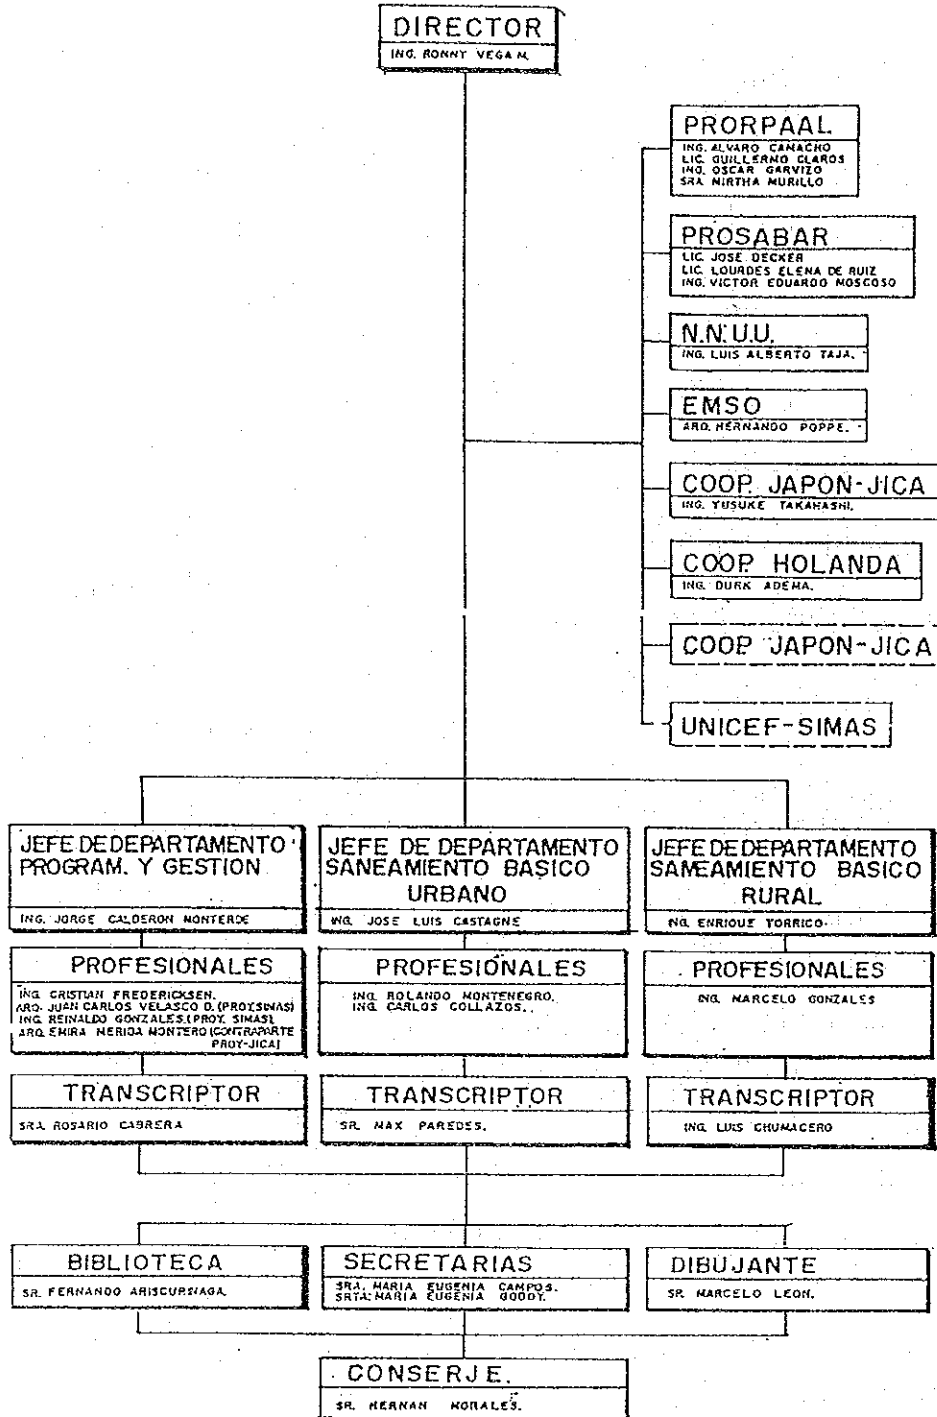 DIRECTOR
ING. RONNY VEGA M.
PRORPAAL
ING. ALVARO CAMACHO
LIC. GUILLERMO CLAROS
ING. OSCAR GARVIZO
SRA MIRTHA MURILLO
PROSABAR
LIC. JOSE DECKER
LIC. LOURDES ELENA DE RUIZ
ING. VICTOR EDUARDO MOSCOSO
N.N.U.U.
ING. LUIS ALBERTO TAJA.
EMSO
ARQ. HERNANDO POPPE.
COOP. JAPON-JICA
ING. YUSUKE TAKAHASHI.
COOP. HOLANDA
ING. DURK ADEMA.
COOP. JAPON-JICA
UNICEF-SIMAS
JEFE DE DEPARTAMENTO
PROGRAM. Y GESTION
ING. JORGE CALDERON MONTERDE
JEFE DE DEPARTAMENTO
SANEAMIENTO BASICO
URBANO
ING. JOSE LUIS CASTAGNE
JEFE DE DEPARTAMENTO
SANEAMIENTO BASICO
RURAL
ING. ENRIQUE TORRICO
PROFESIONALES
ING. CRISTIAN FREDERICKSEN.
ARQ. JUAN CARLOS VELASCO D. (PROY.SIMAS)
ING. REINALDO GONZALES. (PROY. SIMAS)
ARQ. EMIRA MERIDA MONTERO (CONTRAPARTE
PROY-JICA)
PROFESIONALES
ING. ROLANDO MONTENEGRO.
ING. CARLOS COLLAZOS.
PROFESIONALES
ING. MARCELO GONZALES
TRANSCRIPTOR
SRA. ROSARIO CABRERA
TRANSCRIPTOR
SR. MAX PAREDES.
TRANSCRIPTOR
ING. LUIS CHUMACERO
BIBLIOTECA
SR. FERNANDO ARISCURNAGA.
SECRETARIAS
SRA. MARIA EUGENIA CAMPOS.
SRTA. MARIA EUGENIA GODOY.
DIBUJANTE
SR. MARCELO LEON.
CONSERJE.
SR. HERNAN MORALES.